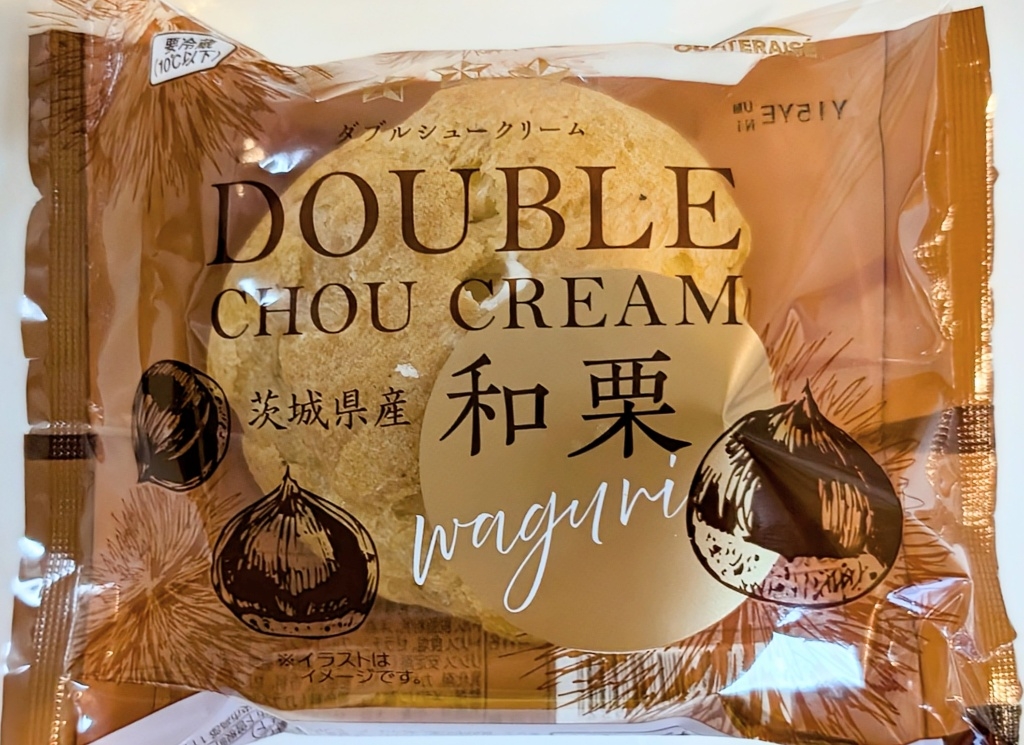 要冷蔵
(10℃以下)
CHATERAISÉ
ダブルシュークリーム
DOUBLE
CHOU CREAM
茨城県産 和栗
waguri
※イラストは
イメージです。